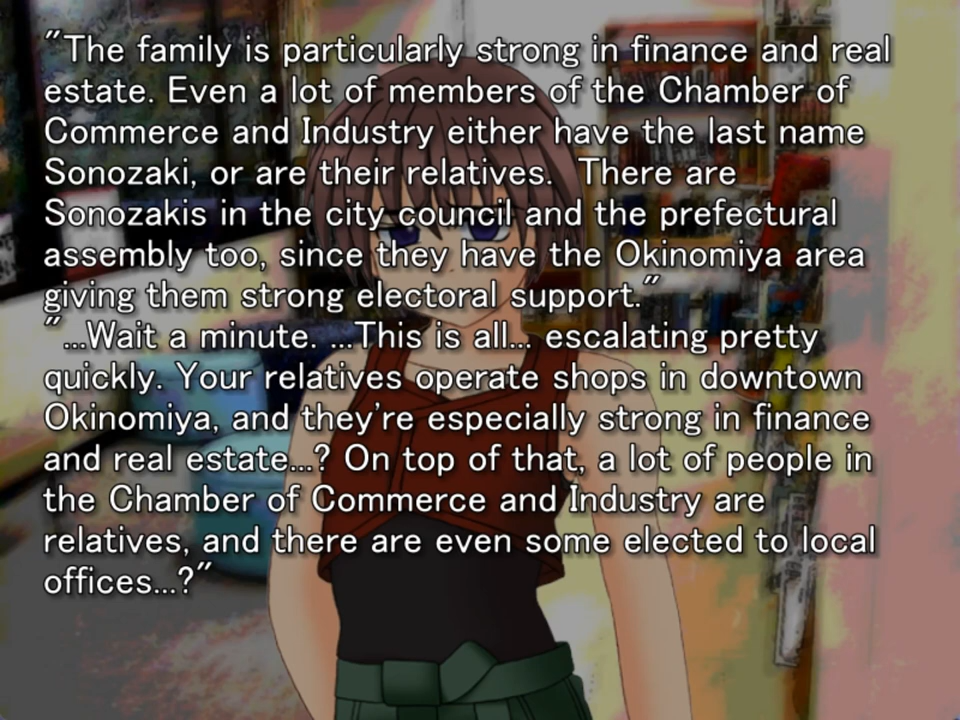 "The family is particularly strong in finance and real
estate. Even a lot of members of the Chamber of
Commerce and Industry either have the last name
Sonozaki, or are their relatives.  There are
Sonozakis in the city council and the prefectural
assembly too, since they have the Okinomiya area
giving them strong electoral support."
"...Wait a minute. ...This is all... escalating pretty
quickly. Your relatives operate shops in downtown
Okinomiya, and they're especially strong in finance
and real estate...? On top of that, a lot of people in
the Chamber of Commerce and Industry are
relatives, and there are even some elected to local
offices...?"